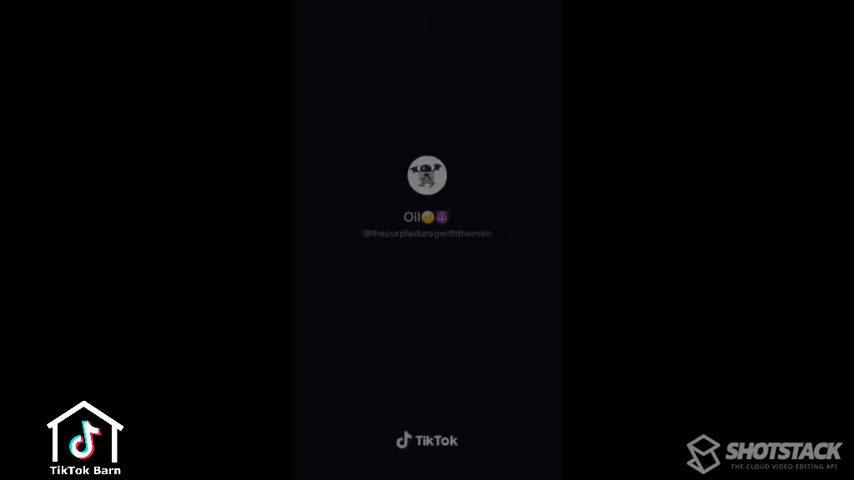 Oil😶😈
@thepurpleduragwiththeman
TikTok
TikTok Barn
SHOTSTACK
THE CLOUD VIDEO EDITING API